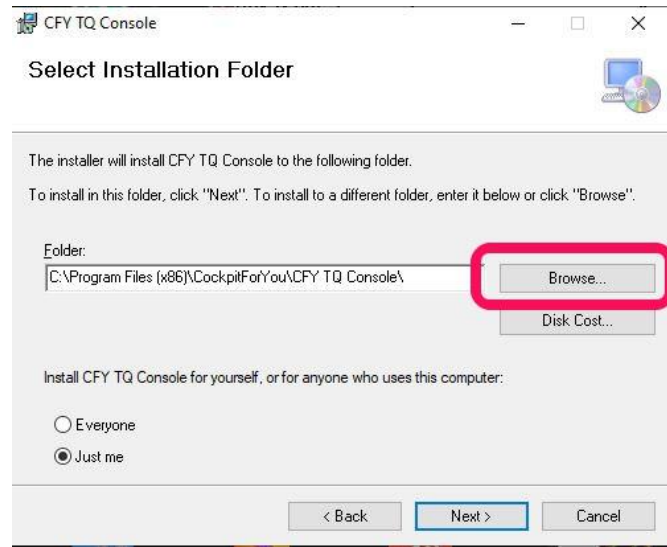 CFY TQ Console
Select Installation Folder
The installer will install CFY TQ Console to the following folder.
To install in this folder, click "Next". To install to a different folder, enter it below or click "Browse".
Folder:
C:\Program Files (x86)\CockpitForYou\CFY TQ Console\
Browse...
Disk Cost...
Install CFY TQ Console for yourself, or for anyone who uses this computer:
Everyone
Just me
< Back
Next >
Cancel